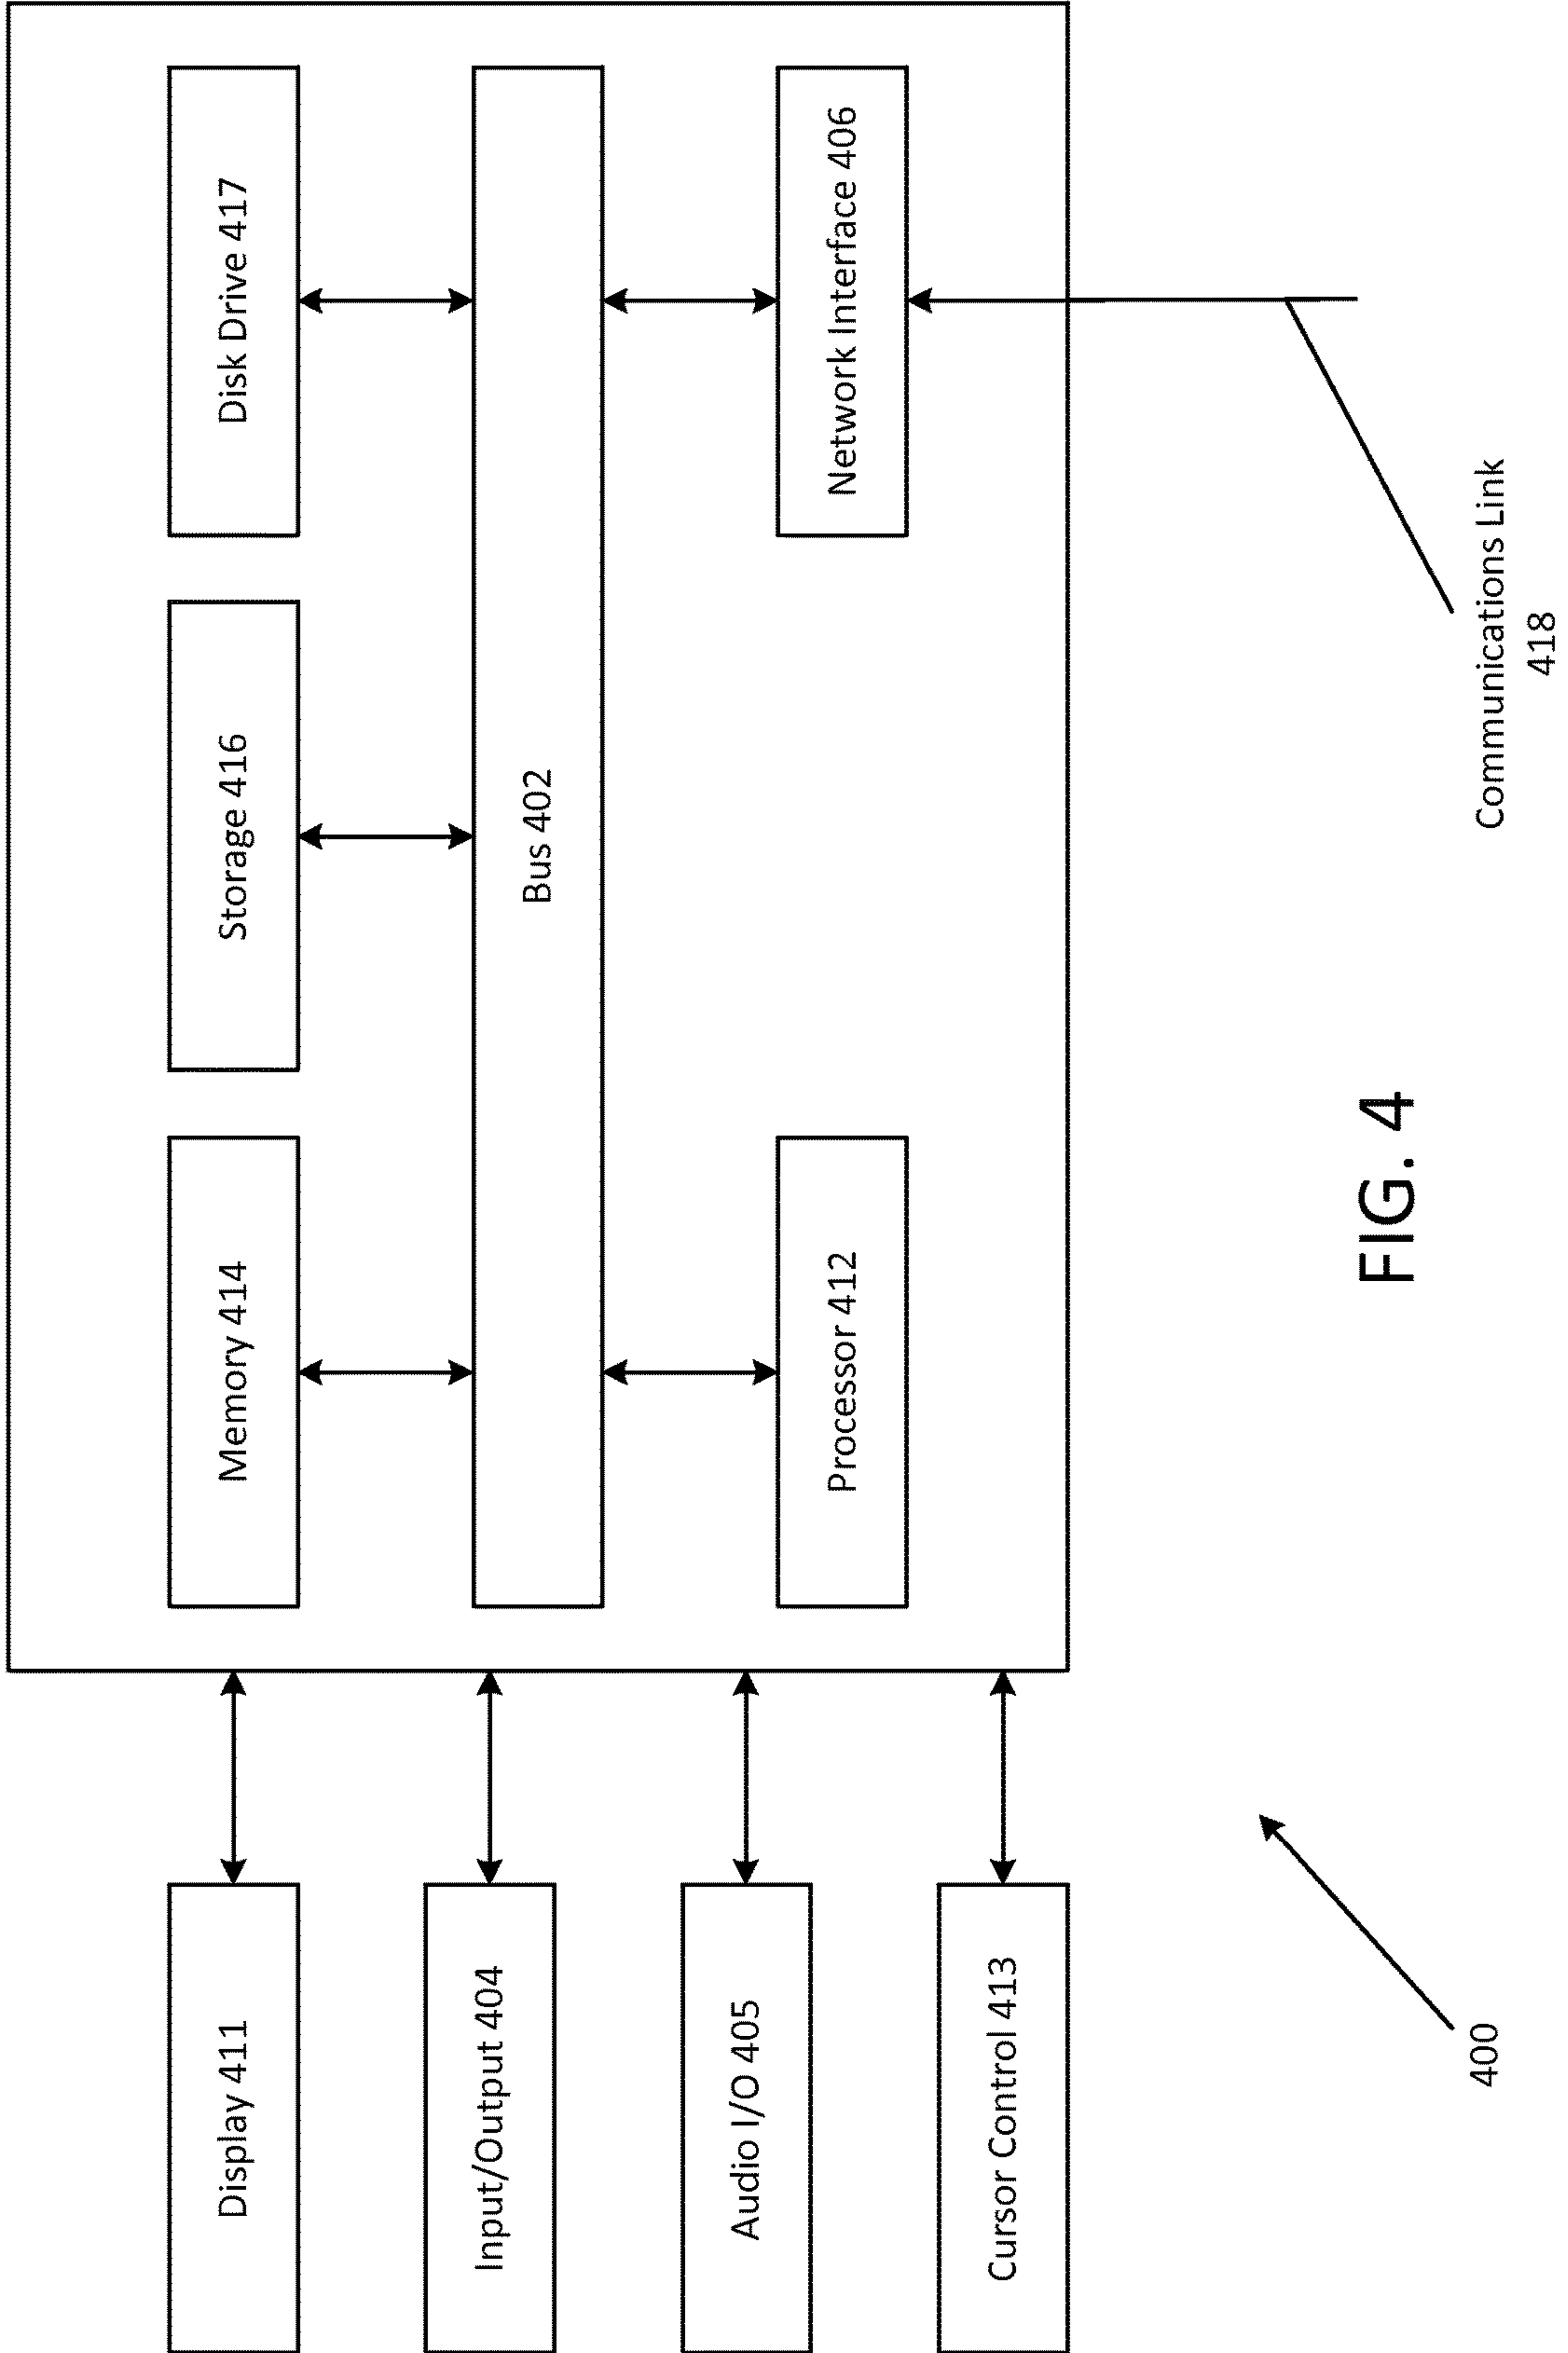 Display 411
Memory 414
Storage 416
Disk Drive 417
Input/Output 404
Bus 402
Audio I/O 405
Processor 412
Network Interface 406
Cursor Control 413
FIG. 4
400
Communications Link
418